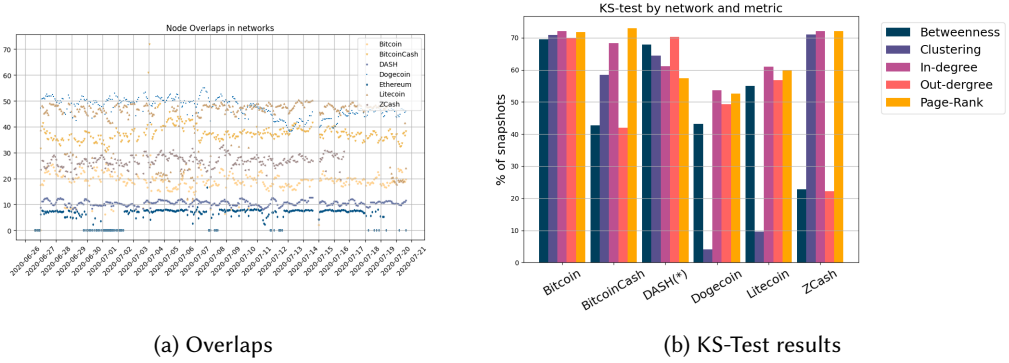 Node Overlaps in networks
70
60
50
40
30
20
10
0
Bitcoin
BitcoinCash
DASH
Dogecoin
Ethereum
Litecoin
ZCash
2020-06-26
2020-06-27
2020-06-28
2020-06-29
2020-06-30
2020-07-01
2020-07-02
2020-07-03
2020-07-04
2020-07-05
2020-07-06
2020-07-07
2020-07-08
2020-07-09
2020-07-10
2020-07-11
2020-07-12
2020-07-13
2020-07-14
2020-07-15
2020-07-16
2020-07-17
2020-07-18
2020-07-19
2020-07-20
2020-07-21
(a) Overlaps
KS-test by network and metric
% of snapshots
70
60
50
40
30
20
10
0
Bitcoin
BitcoinCash
DASH(*)
Dogecoin
Litecoin
ZCash
Betweenness
Clustering
In-degree
Out-dergree
Page-Rank
(b) KS-Test results